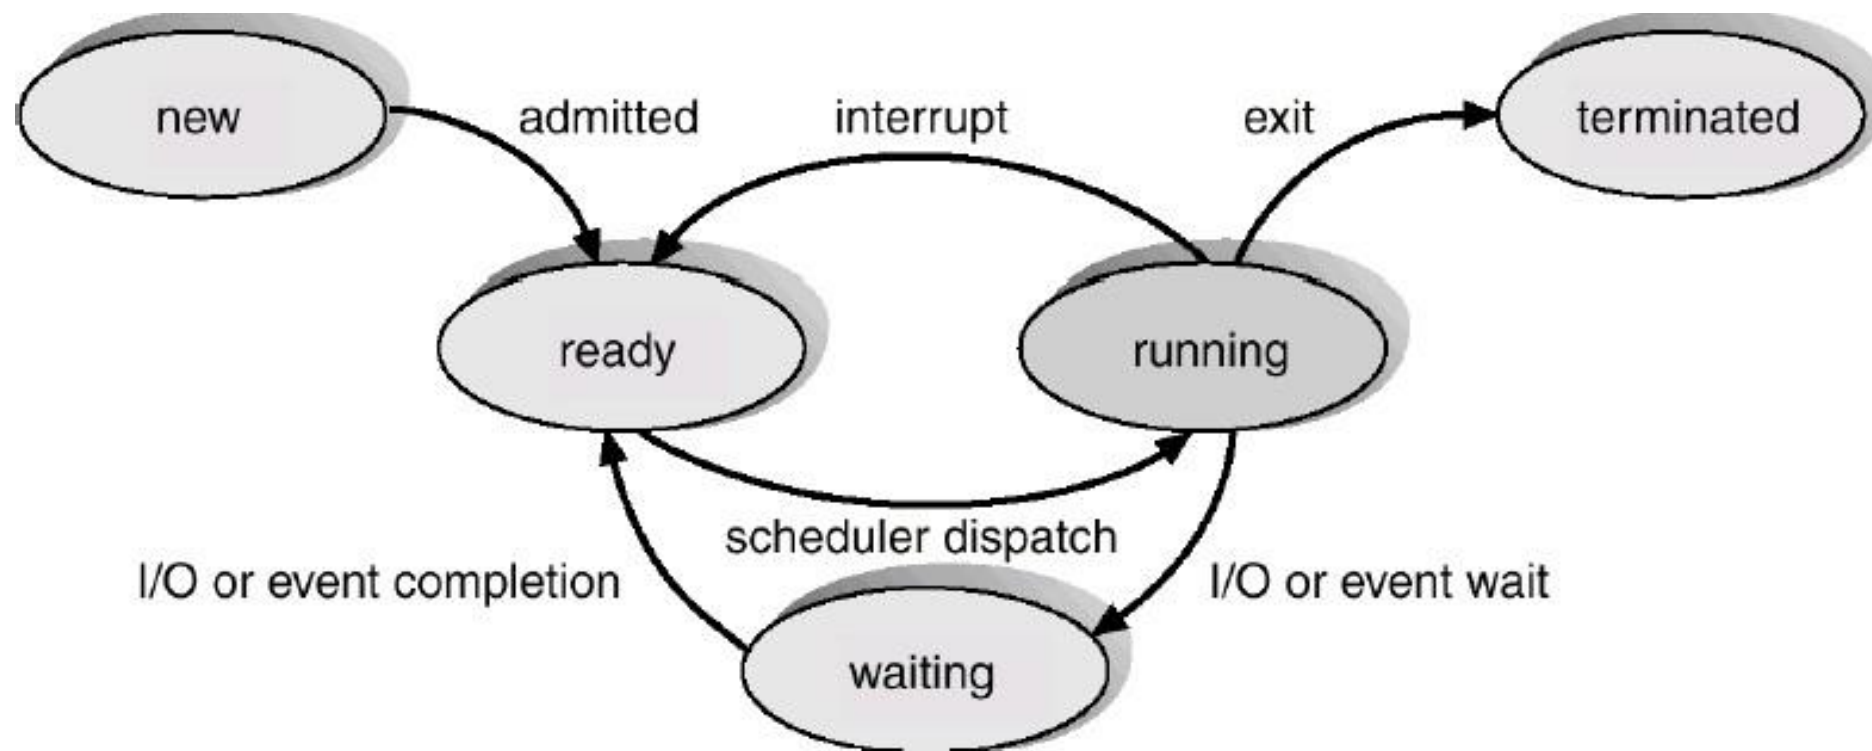 new
admitted
interrupt
exit
terminated
ready
running
scheduler dispatch
I/O or event completion
I/O or event wait
waiting